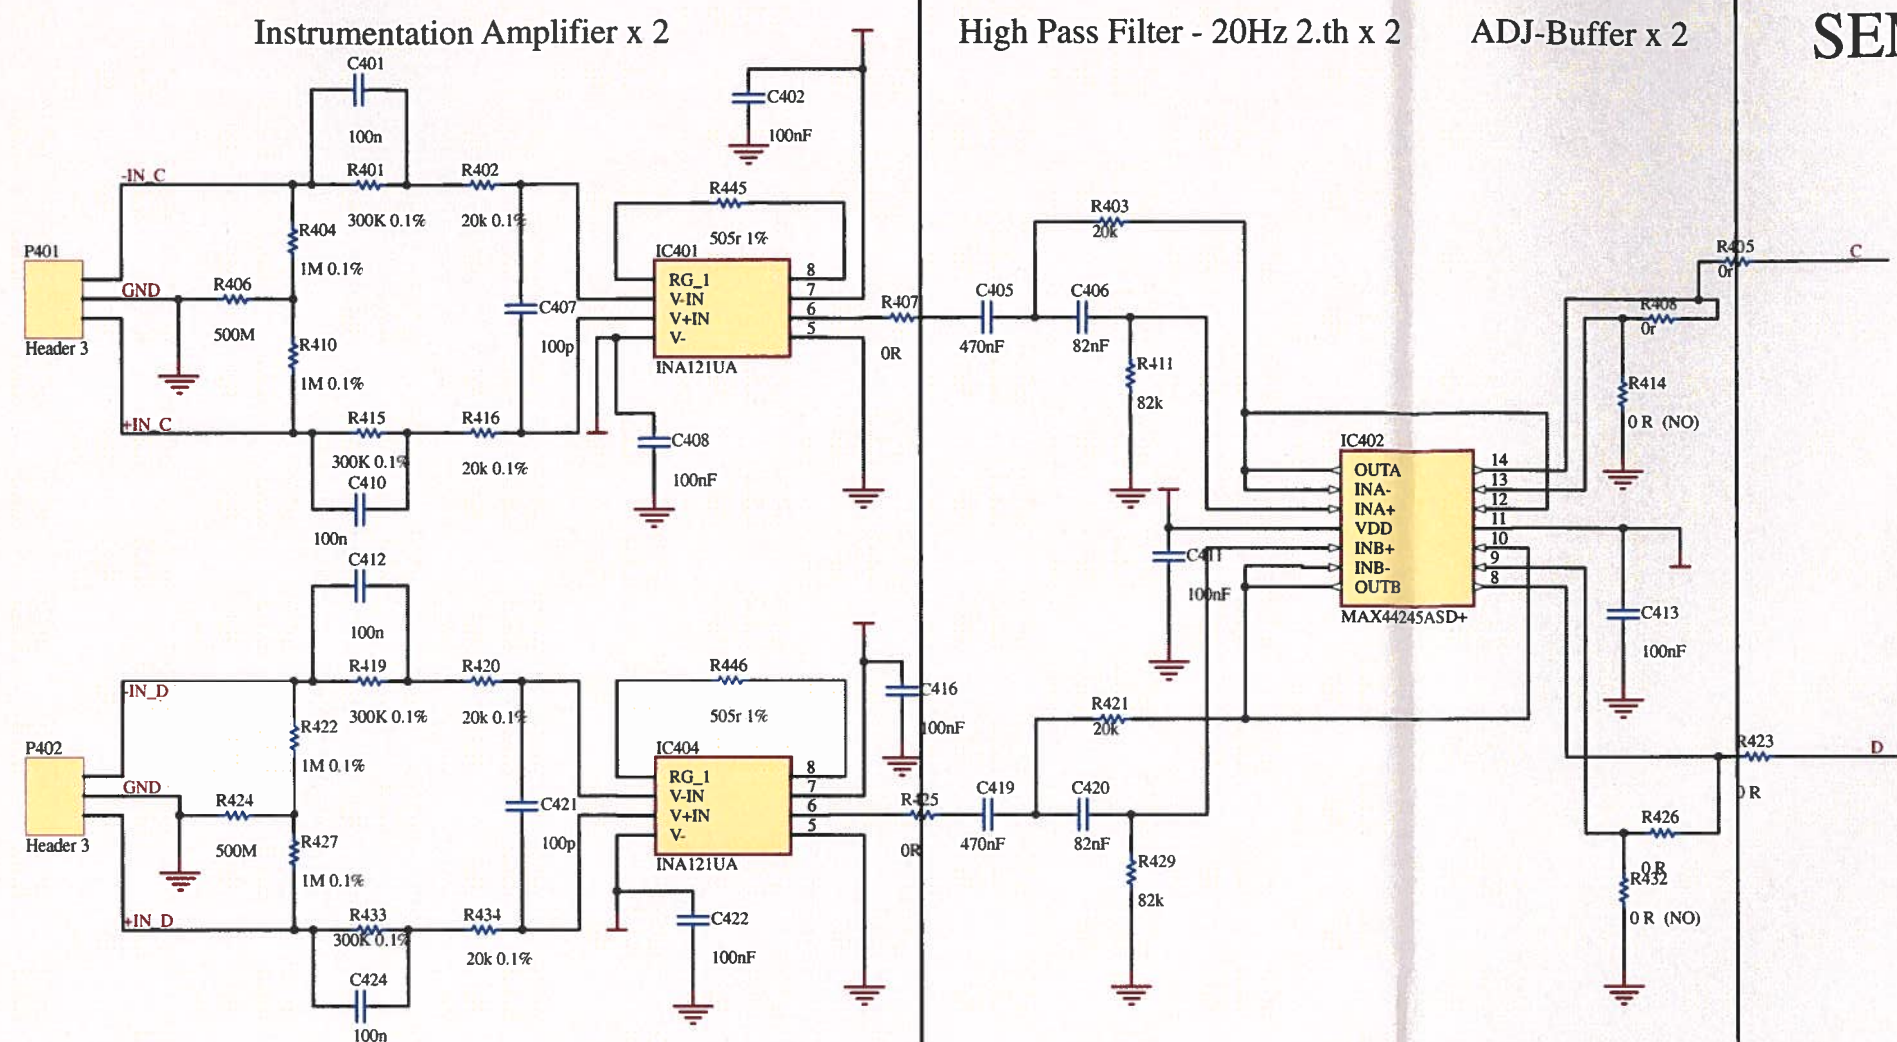 Instrumentation Amplifier x 2
High Pass Filter - 20Hz 2.th x 2
ADJ-Buffer x 2
C401
100n
-IN_C
R401
300K 0.1%
R402
20k 0.1%
R404
1M 0.1%
P401
GND
R406
500M
Header 3
R410
1M 0.1%
+IN_C
R415
300K 0.1%
C410
100n
R416
20k 0.1%
C407
100p
C402
100nF
R445
505r 1%
IC401
RG_1
V-IN
V+IN
V-
8
7
6
5
INA121UA
C408
100nF
R407
0R
C405
470nF
R403
20k
C406
82nF
R411
82k
IC402
OUTA
INA-
INA+
VDD
INB+
INB-
OUTB
14
13
12
11
10
9
8
MAX44245ASD+
C411
100nF
R405
0r
C
R408
0r
R414
0 R (NO)
C413
100nF
C412
100n
-IN_D
R419
300K 0.1%
R420
20k 0.1%
R422
1M 0.1%
P402
GND
R424
500M
Header 3
R427
1M 0.1%
+IN_D
R433
300K 0.1%
C424
100n
R434
20k 0.1%
C421
100p
R446
505r 1%
IC404
RG_1
V-IN
V+IN
V-
8
7
6
5
INA121UA
C416
100nF
C422
100nF
R425
0R
C419
470nF
R421
20k
C420
82nF
R429
82k
R423
0 R
D
R426
0 R
R432
0 R (NO)